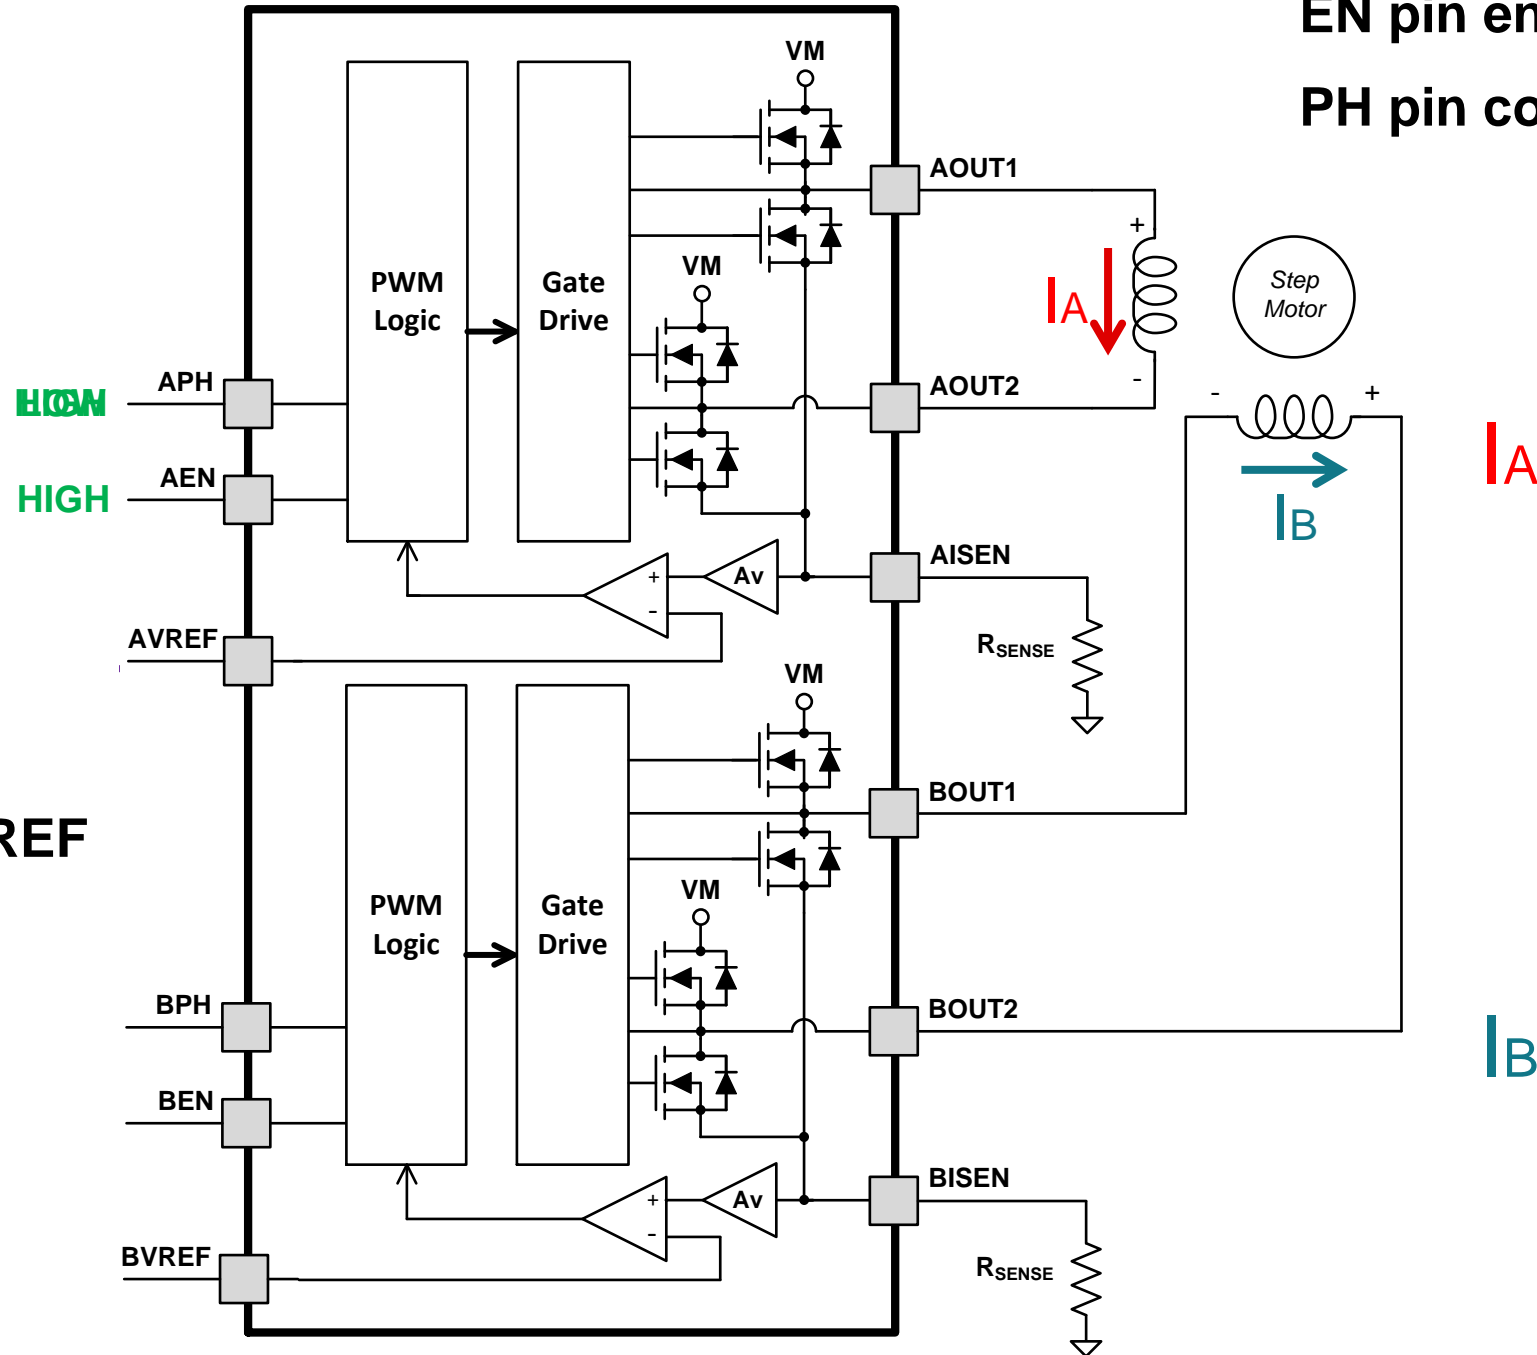 EN pin en
PH pin co
VM
AOUT1
+
PWM
Logic
Gate
Drive
VM
IA
Step
Motor
-
APH
AOUT2
-
+
AEN
HIGH
IB
IA
AISEN
+
Av
-
AVREF
RSENSE
VM
BOUT1
REF
PWM
Logic
Gate
Drive
VM
BPH
BOUT2
IB
BEN
BISEN
+
Av
-
BVREF
RSENSE